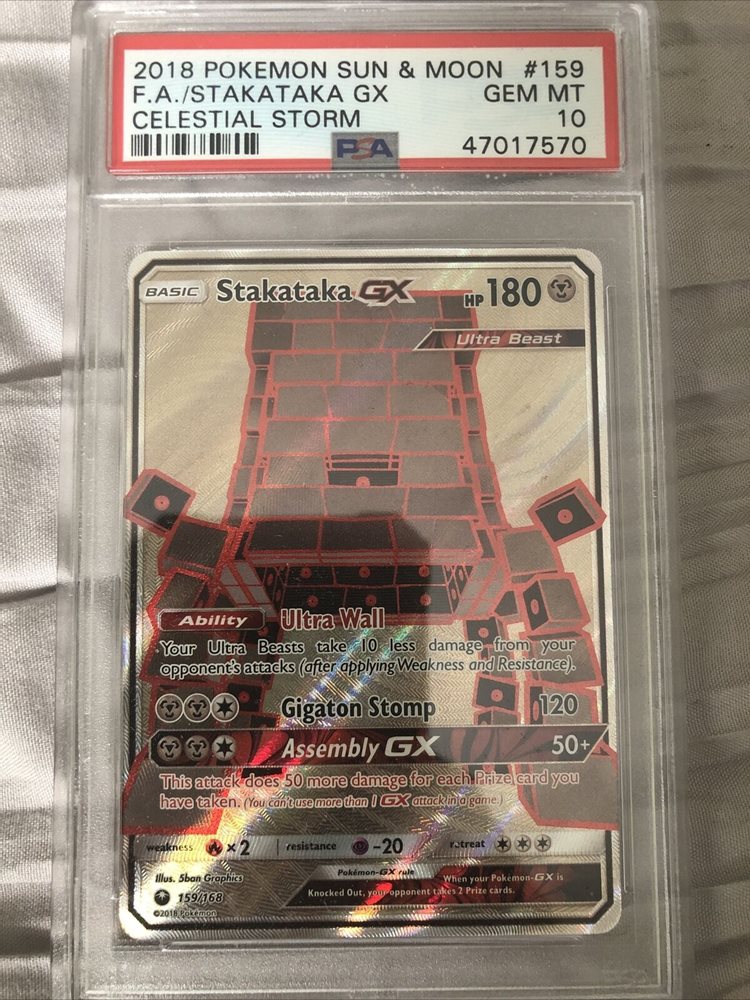 2018 POKEMON SUN & MOON #159
F.A./STAKATAKA GX GEM MT
CELESTIAL STORM 10
PSA 47017570
BASIC Stakataka GX HP 180
Ultra Beast
Ability Ultra Wall
Your Ultra Beasts take 10 less damage from your
opponent's attacks (after applying Weakness and Resistance).
Gigaton Stomp 120
Assembly GX 50+
This attack does 50 more damage for each Prize card you
have taken. (You can't use more than 1 GX attack in a game.)
weakness ×2 resistance -20 retreat
Illus. 5ban Graphics Pokémon-GX rule When your Pokémon-GX is
159/168 Knocked Out, your opponent takes 2 Prize cards.
©2018 Pokémon